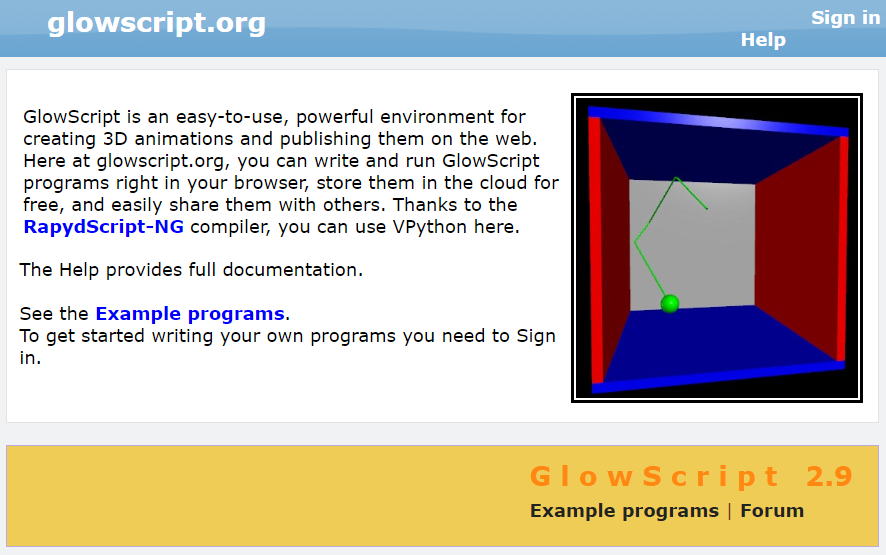 glowscript.org
Sign in
Help
GlowScript is an easy-to-use, powerful environment for
creating 3D animations and publishing them on the web.
Here at glowscript.org, you can write and run GlowScript
programs right in your browser, store them in the cloud for
free, and easily share them with others. Thanks to the
RapydScript-NG compiler, you can use VPython here.
The Help provides full documentation.
See the Example programs.
To get started writing your own programs you need to Sign
in.
GlowScript 2.9
Example programs | Forum